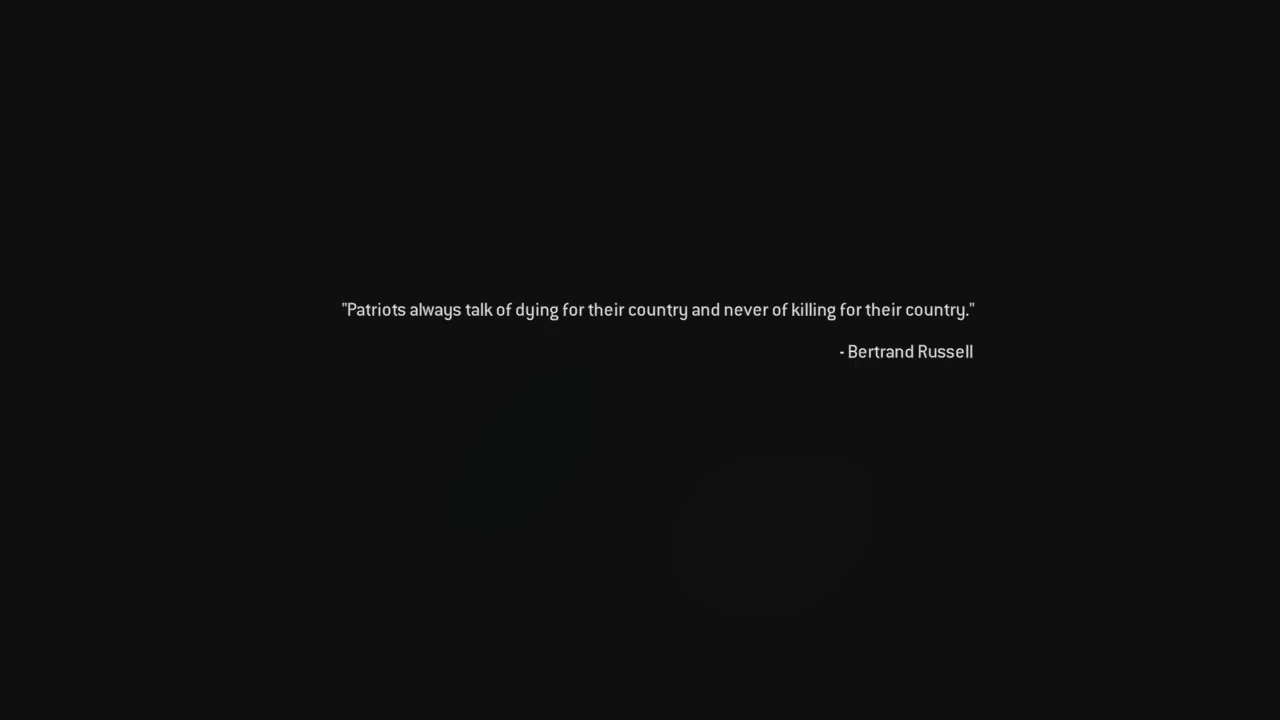 "Patriots always talk of dying for their country and never of killing for their country."
- Bertrand Russell